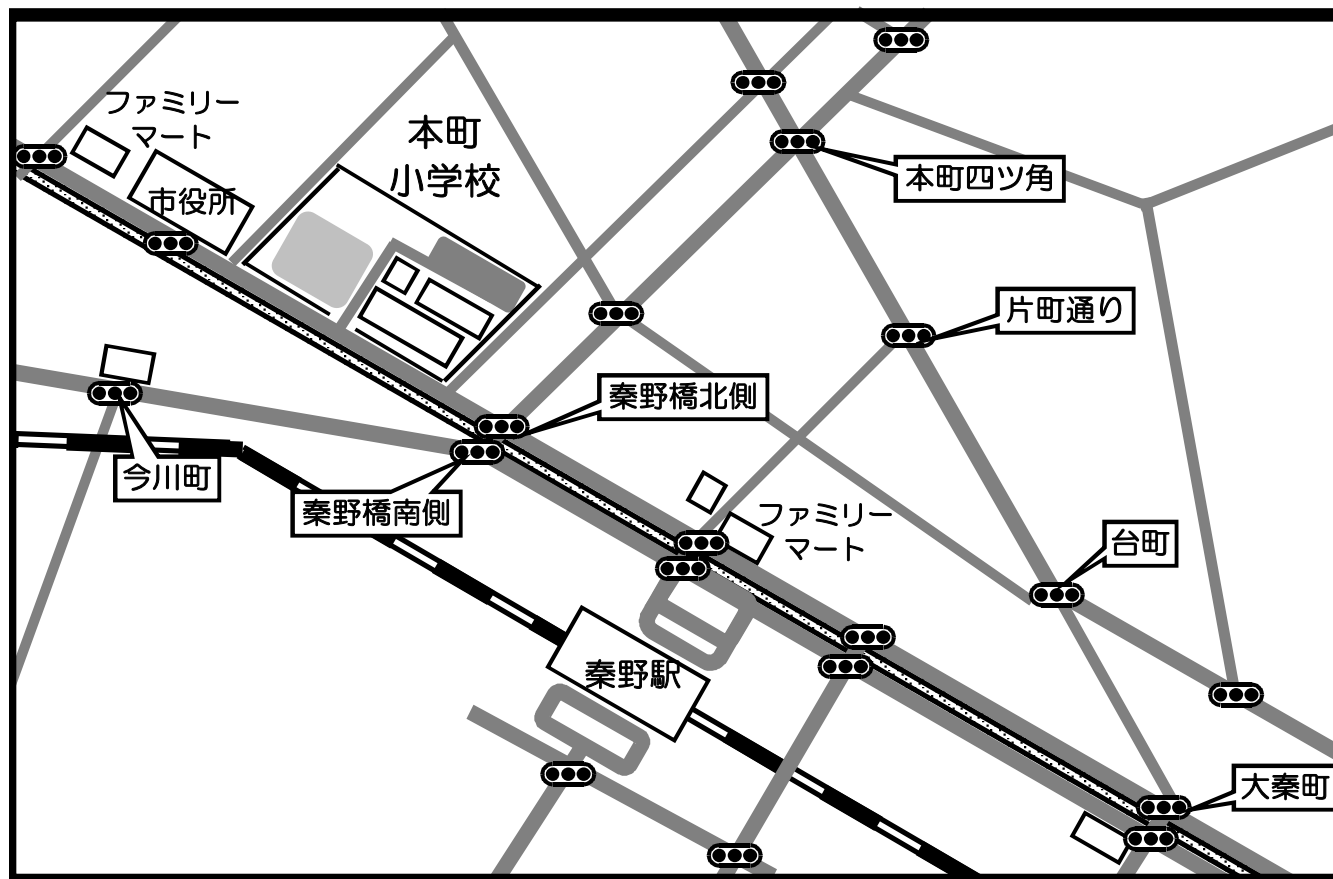 ファミリー
マート
市役所
本町
小学校
本町四ツ角
片町通り
秦野橋北側
今川町
秦野橋南側
ファミリー
マート
台町
秦野駅
大秦町